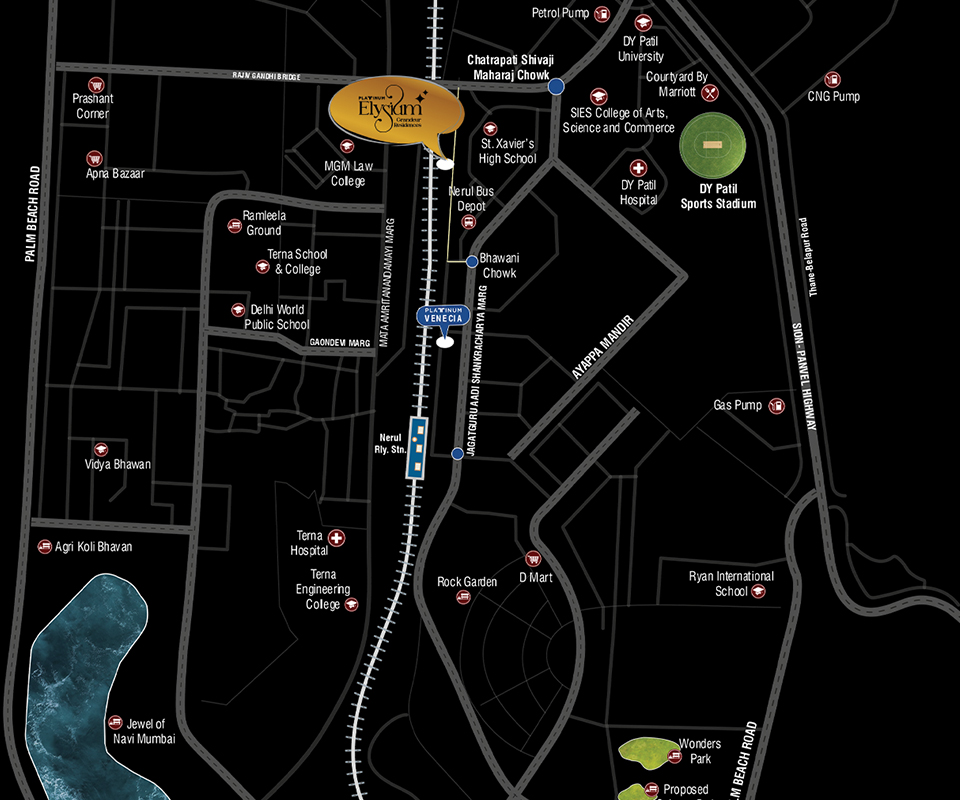 Petrol Pump
DY Patil
University
Chatrapati Shivaji
Maharaj Chowk
Courtyard By
Marriott
RAJIV GANDHI BRIDGE
Prashant
Corner
PLATINUM
Elysium
Grandeur
Residences
SIES College of Arts,
Science and Commerce
CNG Pump
St. Xavier's
High School
MGM Law
College
Apna Bazaar
DY Patil
Hospital
DY Patil
Sports Stadium
Nerul Bus
Depot
PALM BEACH ROAD
Ramleela
Ground
Terna School
& College
MATA AMRITANANDAMAYI MARG
Bhawani
Chowk
Thane-Belapur Road
Delhi World
Public School
PLATINUM
VENECIA
GAONDEVI MARG
JAGATGURU AADI SHANKRACHARYA MARG
AYAPPA MANDIR
SION - PANVEL HIGHWAY
Gas Pump
Nerul
Rly. Stn.
Vidya Bhawan
Agri Koli Bhavan
Terna
Hospital
Terna
Engineering
College
Rock Garden
D Mart
Ryan International
School
Jewel of
Navi Mumbai
Wonders
Park
M BEACH ROAD
Proposed